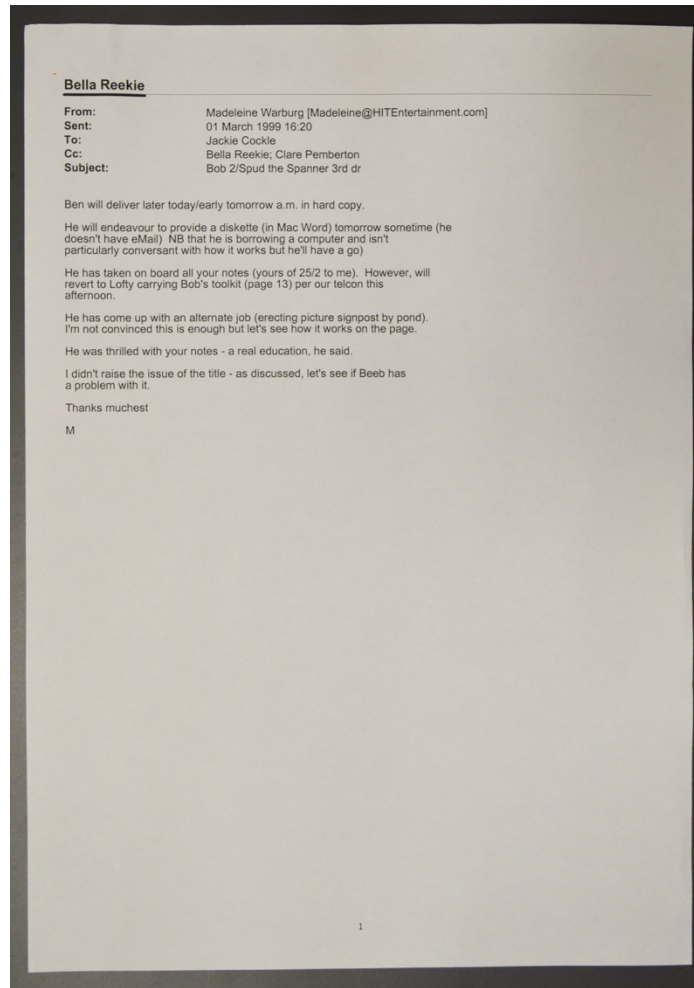 Bella Reekie
From: Madeleine Warburg [Madeleine@HITEntertainment.com]
Sent: 01 March 1999 16:20
To: Jackie Cockle
Cc: Bella Reekie; Clare Pemberton
Subject: Bob 2/Spud the Spanner 3rd dr
Ben will deliver later today/early tomorrow a.m. in hard copy.
He will endeavour to provide a diskette (in Mac Word) tomorrow sometime (he
doesn't have eMail)  NB that he is borrowing a computer and isn't
particularly conversant with how it works but he'll have a go)
He has taken on board all your notes (yours of 25/2 to me).  However, will
revert to Lofty carrying Bob's toolkit (page 13) per our telcon this
afternoon.
He has come up with an alternate job (erecting picture signpost by pond).
I'm not convinced this is enough but let's see how it works on the page.
He was thrilled with your notes - a real education, he said.
I didn't raise the issue of the title - as discussed, let's see if Beeb has
a problem with it.
Thanks muchest
M
1